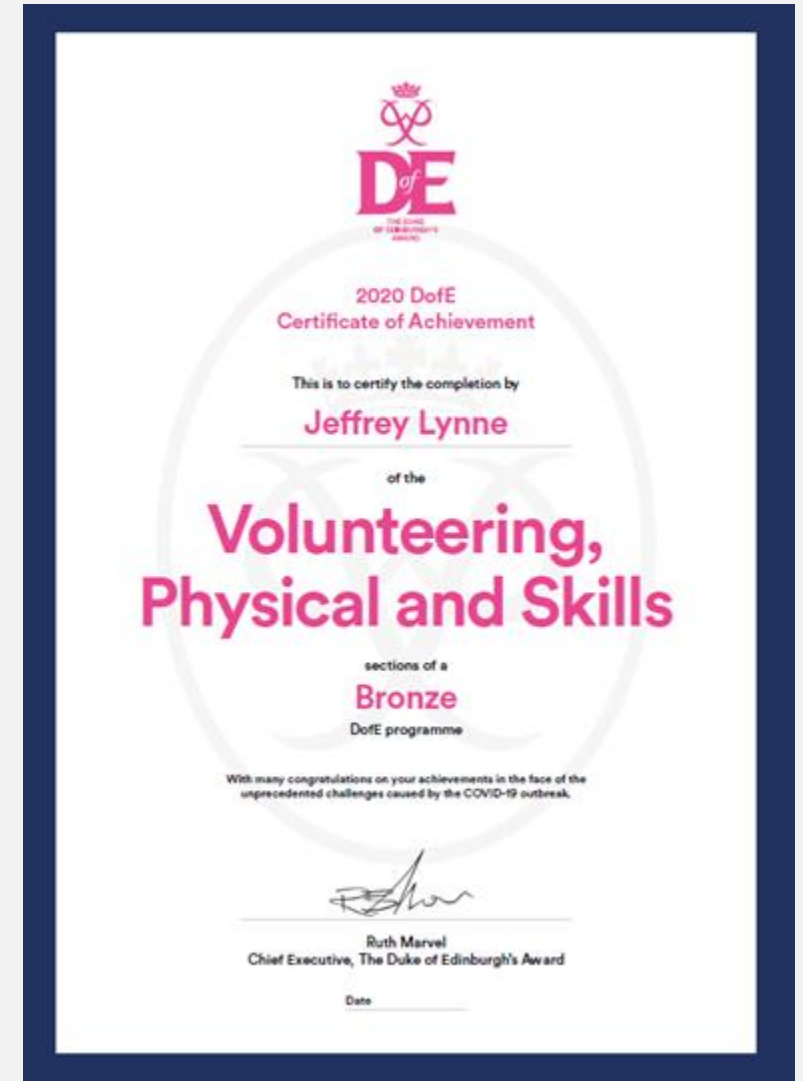 DofE
THE DUKE
OF EDINBURGH'S
AWARD
2020 DofE
Certificate of Achievement
This is to certify the completion by
Jeffrey Lynne
of the
Volunteering,
Physical and Skills
sections of a
Bronze
DofE programme
With many congratulations on your achievements in the face of the
unprecedented challenges caused by the COVID-19 outbreak.
Ruth Marvel
Chief Executive, The Duke of Edinburgh's Award
Date